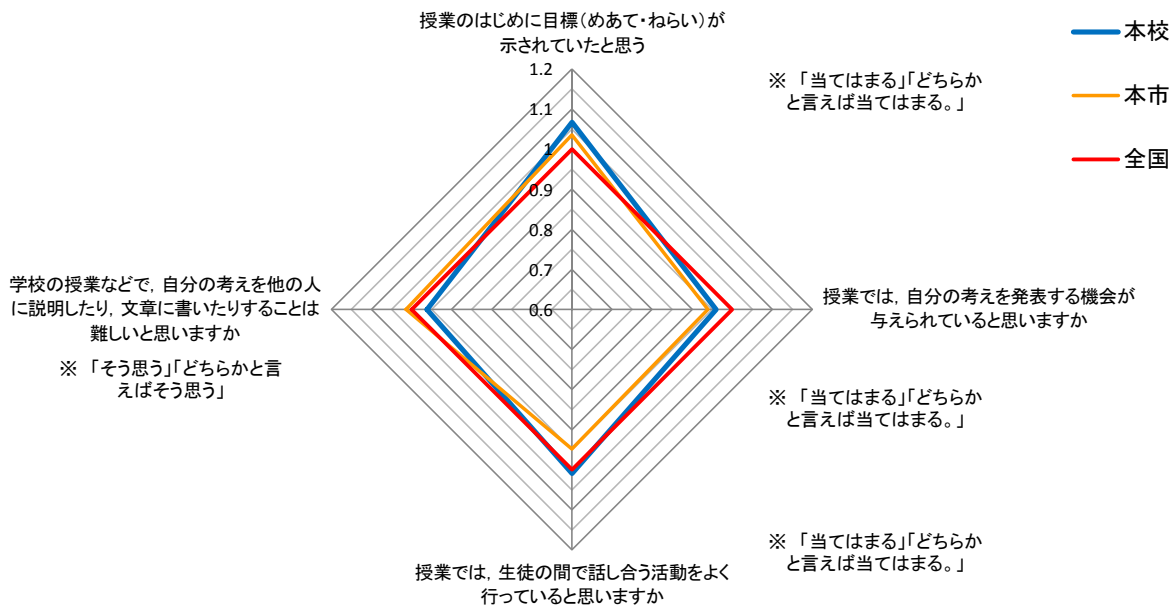 授業のはじめに目標(めあて・ねらい)が
示されていたと思う
※ 「当てはまる」「どちらか
と言えば当てはまる。」
本校
本市
全国
1.2
1.1
1
0.9
0.8
0.7
0.6
学校の授業などで, 自分の考えを他の人
に説明したり, 文章に書いたりすることは
難しいと思いますか
※ 「そう思う」「どちらかと言
えばそう思う」
授業では, 自分の考えを発表する機会が
与えられていると思いますか
※ 「当てはまる」「どちらか
と言えば当てはまる。」
授業では, 生徒の間で話し合う活動をよく
行っていると思いますか
※ 「当てはまる」「どちらか
と言えば当てはまる。」